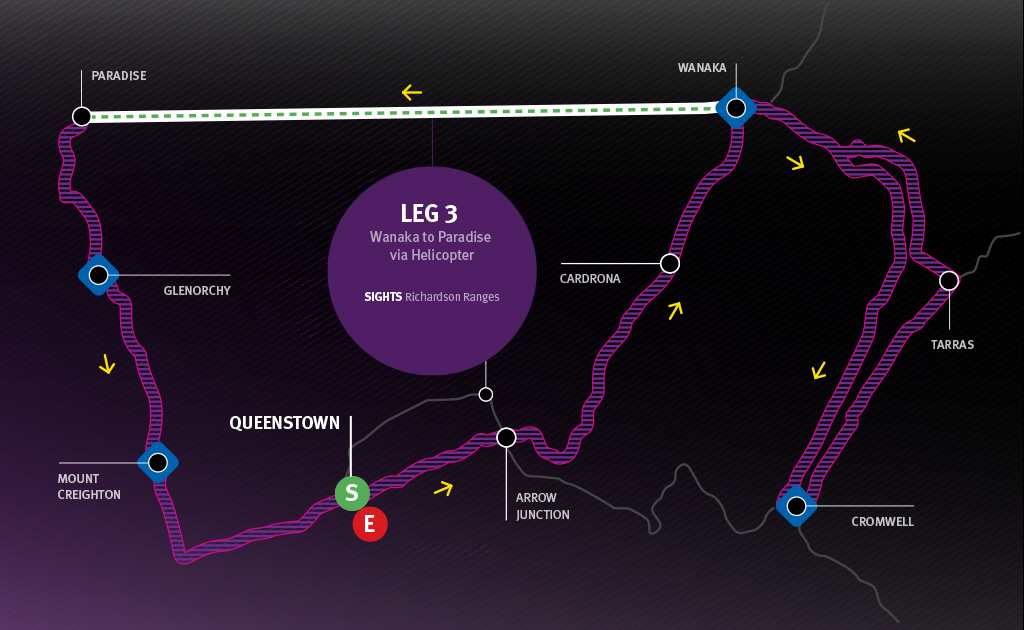 PARADISE
WANAKA
LEG 3
Wanaka to Paradise
via Helicopter
SIGHTS Richardson Ranges
CARDRONA
GLENORCHY
TARRAS
QUEENSTOWN
S
E
MOUNT
CREIGHTON
ARROW
JUNCTION
CROMWELL